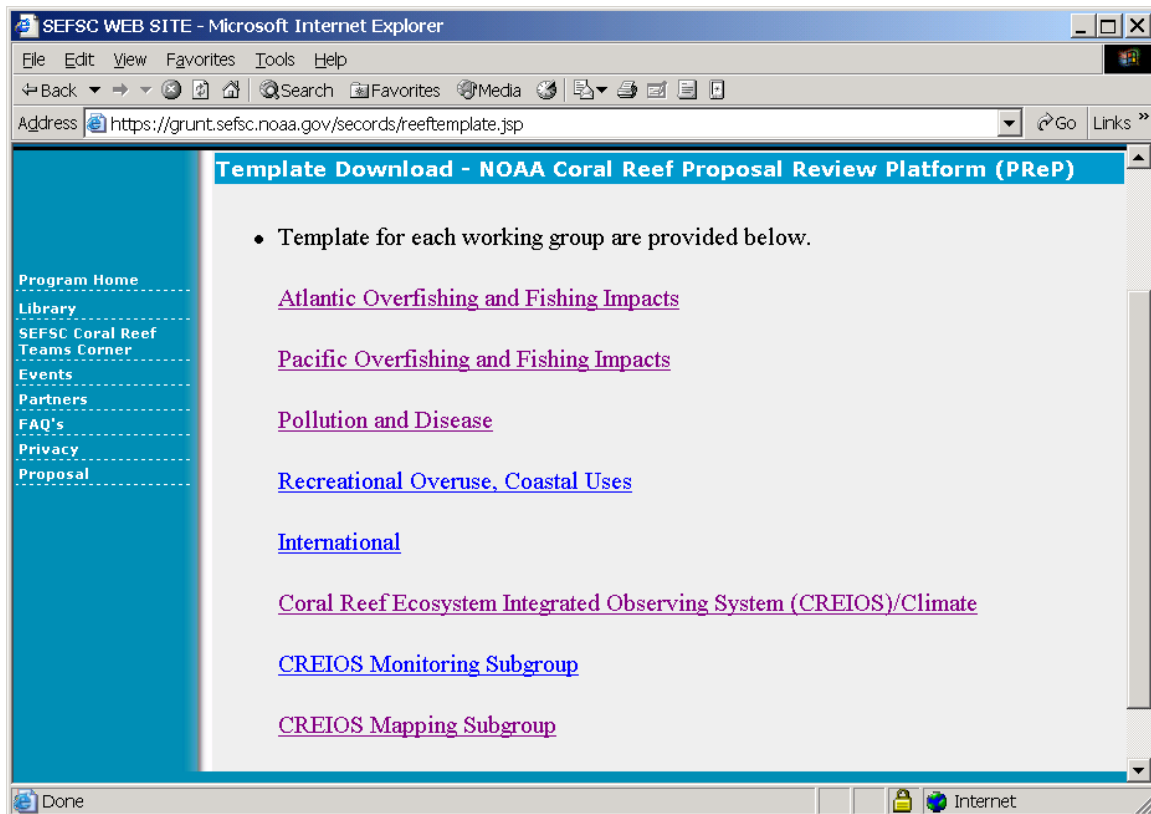 SEFSC WEB SITE - Microsoft Internet Explorer
File Edit View Favorites Tools Help
Back Search Favorites Media
Address https://grunt.sefsc.noaa.gov/secords/reeftemplate.jsp Go Links »
Template Download - NOAA Coral Reef Proposal Review Platform (PReP)
• Template for each working group are provided below.
Program Home
Library
SEFSC Coral Reef
Teams Corner
Events
Partners
FAQ's
Privacy
Proposal
Atlantic Overfishing and Fishing Impacts
Pacific Overfishing and Fishing Impacts
Pollution and Disease
Recreational Overuse, Coastal Uses
International
Coral Reef Ecosystem Integrated Observing System (CREIOS)/Climate
CREIOS Monitoring Subgroup
CREIOS Mapping Subgroup
Done Internet